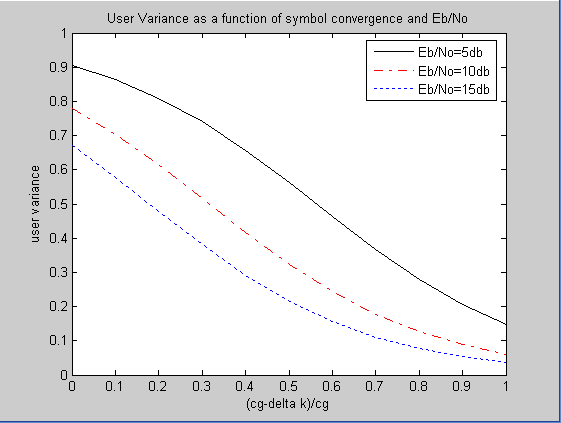 User Variance as a function of symbol convergence and Eb/No
Eb/No=5db
Eb/No=10db
Eb/No=15db
1
0.9
0.8
0.7
0.6
0.5
0.4
0.3
0.2
0.1
0
user variance
0 0.1 0.2 0.3 0.4 0.5 0.6 0.7 0.8 0.9 1
(cg-delta k)/cg